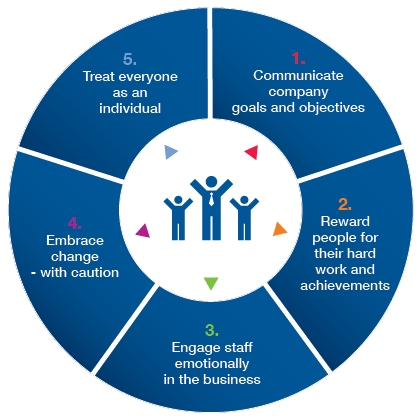 1.
Communicate
company
goals and objectives
2.
Reward
people for
their hard
work and
achievements
3.
Engage staff
emotionally
in the business
4.
Embrace
change
- with caution
5.
Treat everyone
as an
individual